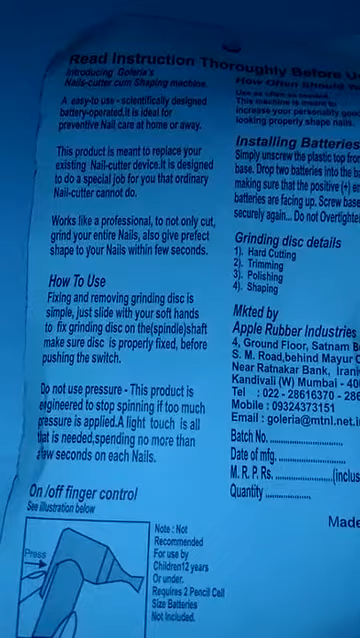 Read Instruction Thoroughly Before
Introducing Goleria's
Nails-cutter cum Shaping machine.
A easy-to use - scientifically designed
battery-operated.It is ideal for
preventive Nail care at home or away.
This product is meant to replace your
existing Nail-cutter device.It is designed
to do a special job for you that ordinary
Nail-cutter cannot do.
Works like a professional, to not only cut,
grind your entire Nails, also give prefect
shape to your Nails within few seconds.
How To Use
Fixing and removing grinding disc is
simple, just slide with your soft hands
to fix grinding disc on the(spindle)shaft
make sure disc is properly fixed, before
pushing the switch.
Do not use pressure - This product is
engineered to stop spinning if too much
pressure is applied.A light touch is all
that is needed,spending no more than
a few seconds on each Nails.
On /off finger control
See illustration below
Press
Note : Not
Recommended
For use by
Children12 years
Or under.
Requires 2 Pencil Cell
Size Batteries
Not Included.
How Often Should
Use as often as needed.
This machine is meant to
increase your personality
looking properly shape nails.
Installing Batteries
Simply unscrew the plastic top from
base. Drop two batteries into the
making sure that the positive (+)
batteries are facing up. Screw base
securely again... Do not
Grinding disc details
1). Hard Cutting
2). Trimming
3). Polishing
4). Shaping
Mkted by
Apple Rubber Industries
4, Ground Floor, Satnam
S. M. Road,behind Mayur
Near Ratnakar Bank,
Kandivali (W) Mumbai -
Tel : 022 - 28616370 -
Mobile : 09324373151
Email : goleria@mtnl.net.
Batch No. ....................
Date of mfg. ....................
M. R. P. Rs. ....................
Quantity ..............
Made